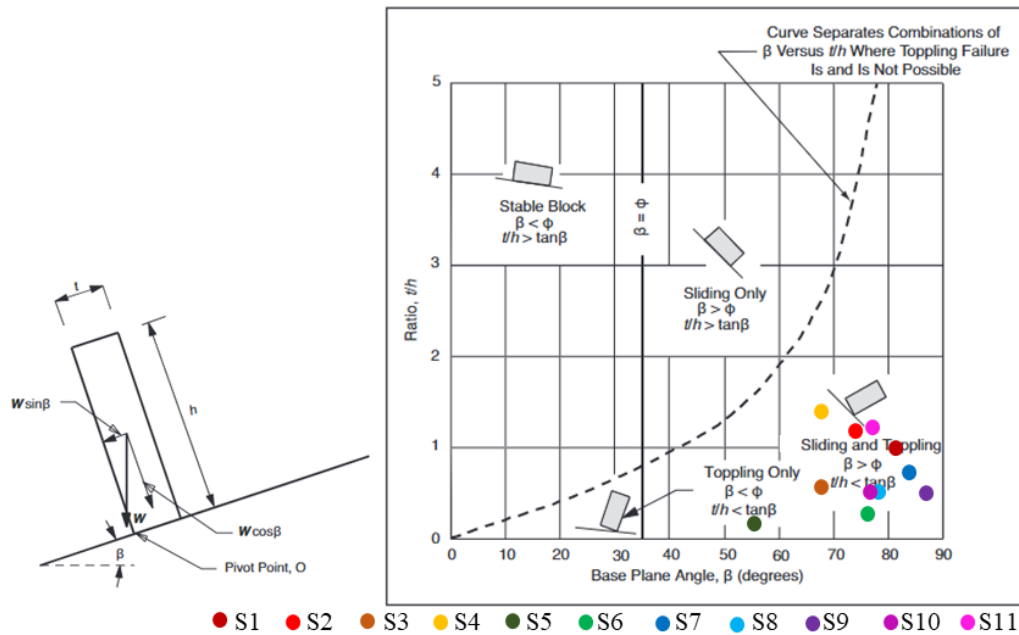 Curve Separates Combinations of
β Versus t/h Where Toppling Failure
Is and Is Not Possible
5
4
3
2
1
0
Ratio, t/h
Stable Block
β < ϕ
t/h > tanβ
β = ϕ
Sliding Only
β > ϕ
t/h > tanβ
Toppling Only
β < ϕ
t/h < tanβ
Sliding and Toppling
β > ϕ
t/h < tanβ
0 10 20 30 40 50 60 70 80 90
Base Plane Angle, β (degrees)
t
h
Wsinβ
W
Wcosβ
β
Pivot Point, O
S1 S2 S3 S4 S5 S6 S7 S8 S9 S10 S11